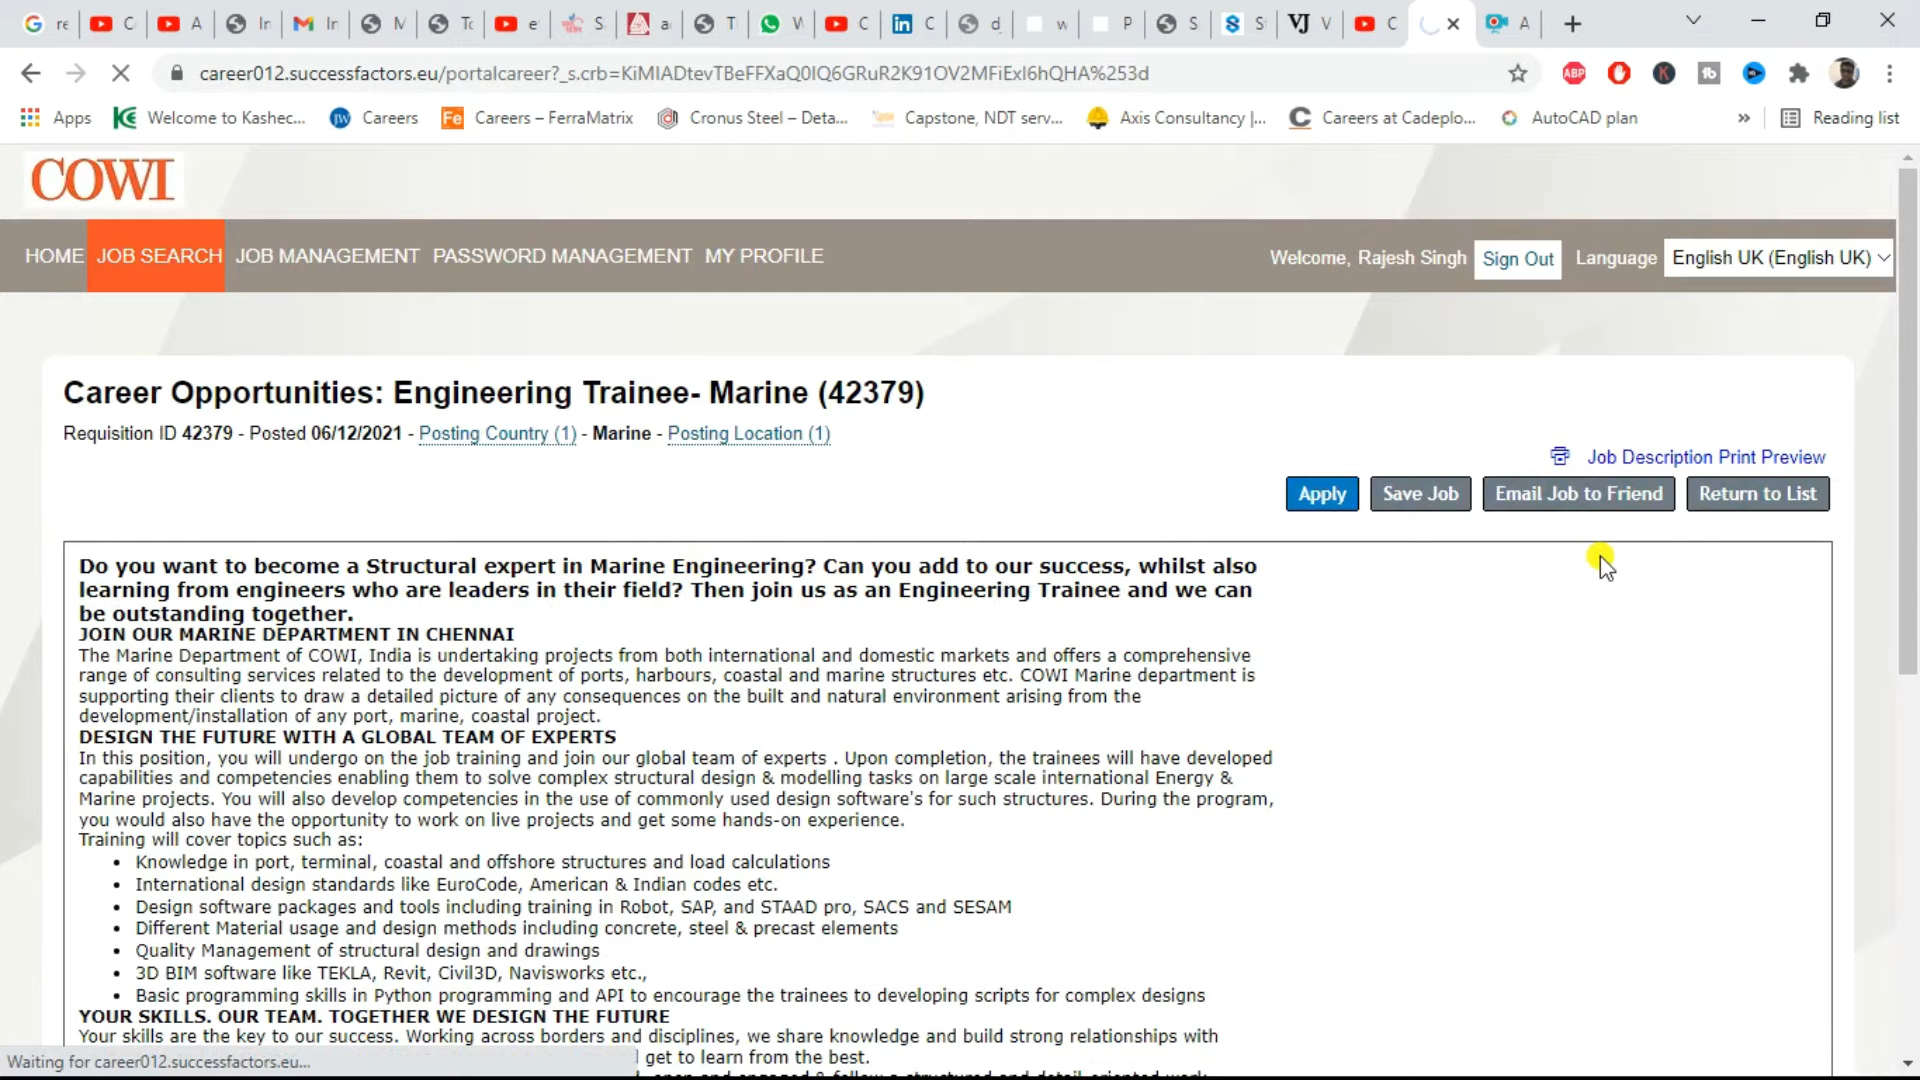 re
C
A
In
In
M
To
e
S
a
T
V
C
C
d
w
P
S
S
VJ V
C
A
career012.successfactors.eu/portalcareer?_s.crb=KiMIADtevTBeFFXaQ0IQ6GRuR2K91OV2MFiExI6hQHA%253d
ABP
Apps
Welcome to Kashec...
Careers
Careers – FerraMatrix
Cronus Steel – Deta...
Capstone, NDT serv...
Axis Consultancy |...
Careers at Cadeplo...
AutoCAD plan
Reading list
COWI
HOME JOB SEARCH JOB MANAGEMENT PASSWORD MANAGEMENT MY PROFILE Welcome, Rajesh Singh Sign Out Language English UK (English UK)
Career Opportunities: Engineering Trainee- Marine (42379)
Requisition ID 42379 - Posted 06/12/2021 - Posting Country (1) - Marine - Posting Location (1)
Job Description Print Preview
Apply Save Job Email Job to Friend Return to List
Do you want to become a Structural expert in Marine Engineering? Can you add to our success, whilst also
learning from engineers who are leaders in their field? Then join us as an Engineering Trainee and we can
be outstanding together.
JOIN OUR MARINE DEPARTMENT IN CHENNAI
The Marine Department of COWI, India is undertaking projects from both international and domestic markets and offers a comprehensive
range of consulting services related to the development of ports, harbours, coastal and marine structures etc. COWI Marine department is
supporting their clients to draw a detailed picture of any consequences on the built and natural environment arising from the
development/installation of any port, marine, coastal project.
DESIGN THE FUTURE WITH A GLOBAL TEAM OF EXPERTS
In this position, you will undergo on the job training and join our global team of experts . Upon completion, the trainees will have developed
capabilities and competencies enabling them to solve complex structural design & modelling tasks on large scale international Energy &
Marine projects. You will also develop competencies in the use of commonly used design software's for such structures. During the program,
you would also have the opportunity to work on live projects and get some hands-on experience.
Training will cover topics such as:
• Knowledge in port, terminal, coastal and offshore structures and load calculations
• International design standards like EuroCode, American & Indian codes etc.
• Design software packages and tools including training in Robot, SAP, and STAAD pro, SACS and SESAM
• Different Material usage and design methods including concrete, steel & precast elements
• Quality Management of structural design and drawings
• 3D BIM software like TEKLA, Revit, Civil3D, Navisworks etc.,
• Basic programming skills in Python programming and API to encourage the trainees to developing scripts for complex designs
YOUR SKILLS. OUR TEAM. TOGETHER WE DESIGN THE FUTURE
Your skills are the key to our success. Working across borders and disciplines, we share knowledge and build strong relationships with
get to learn from the best.
Waiting for career012.successfactors.eu...